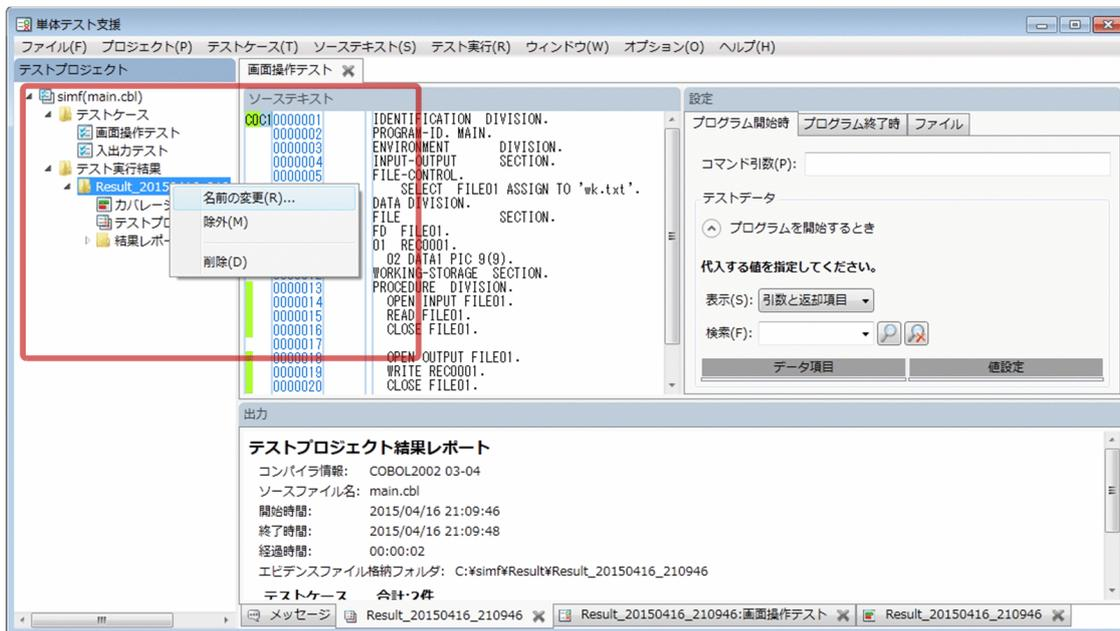 単体テスト支援
ファイル(F) プロジェクト(P) テストケース(T) ソーステキスト(S) テスト実行(R) ウィンドウ(W) オプション(O) ヘルプ(H)
テストプロジェクト
simf(main.cbl)
テストケース
画面操作テスト
入出力テスト
テスト実行結果
Result_20150416_210
カバレー
テストプロ
結果レポー
名前の変更(R)...
除外(M)
削除(D)
画面操作テスト
ソーステキスト
COC1 0000001 IDENTIFICATION DIVISION.
0000002 PROGRAM-ID. MAIN.
0000003 ENVIRONMENT DIVISION.
0000004 INPUT-OUTPUT SECTION.
0000005 FILE-CONTROL.
SELECT FILE01 ASSIGN TO 'wk.txt'.
DATA DIVISION.
FILE SECTION.
FD FILE01.
01 REC0001.
02 DATA1 PIC 9(9).
WORKING-STORAGE SECTION.
0000013 PROCEDURE DIVISION.
0000014 OPEN INPUT FILE01.
0000015 READ FILE01.
0000016 CLOSE FILE01.
0000017
0000018 OPEN OUTPUT FILE01.
0000019 WRITE REC0001.
0000020 CLOSE FILE01.
設定
プログラム開始時 プログラム終了時 ファイル
コマンド引数(P):
テストデータ
プログラムを開始するとき
代入する値を指定してください。
表示(S): 引数と返却項目
検索(F):
データ項目 値設定
出力
テストプロジェクト結果レポート
コンパイラ情報: COBOL2002 03-04
ソースファイル名: main.cbl
開始時間: 2015/04/16 21:09:46
終了時間: 2015/04/16 21:09:48
経過時間: 00:00:02
エビデンスファイル格納フォルダ: C:¥simf¥Result¥Result_20150416_210946
テストケース 合計:2件
メッセージ Result_20150416_210946 Result_20150416_210946:画面操作テスト Result_20150416_210946